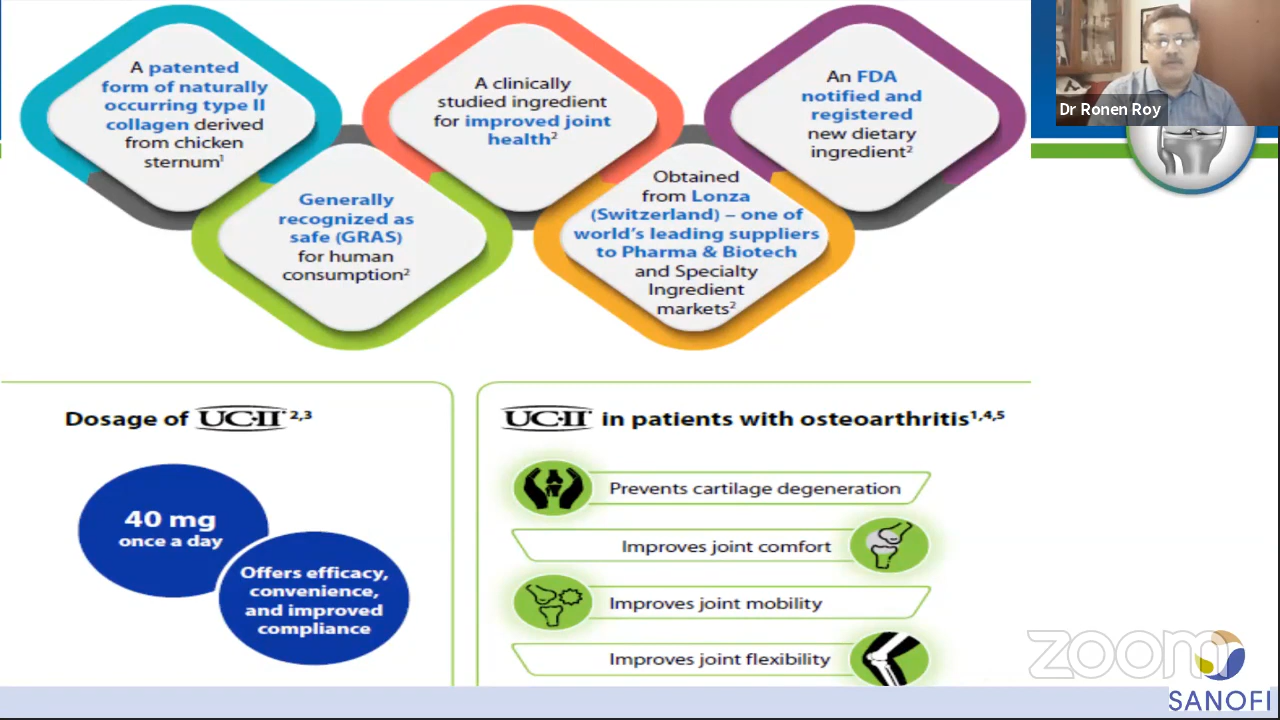 A patented
form of naturally
occurring type II
collagen derived
from chicken
sternum¹
A clinically
studied ingredient
for improved joint
health²
An FDA
notified and
registered
new dietary
ingredient²
Dr Ronen Roy
Generally
recognized as
safe (GRAS)
for human
consumption²
Obtained
from Lonza
(Switzerland) – one of
world's leading suppliers
to Pharma & Biotech
and Specialty
Ingredient
markets²
Dosage of UC·II 2,3
40 mg
once a day
Offers efficacy,
convenience,
and improved
compliance
UC·II in patients with osteoarthritis1,4,5
Prevents cartilage degeneration
Improves joint comfort
Improves joint mobility
Improves joint flexibility
zoom
SANOFI